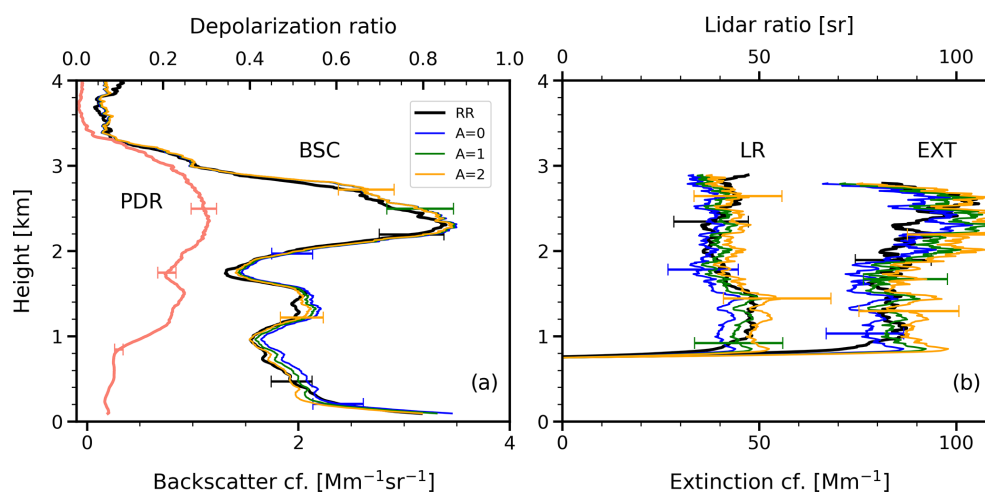 Depolarization ratio
0.0 0.2 0.4 0.6 0.8 1.0
Lidar ratio [sr]
0 50 100
4
3
2
1
0
Height [km]
RR
A=0
A=1
A=2
BSC
PDR
(a)
0 2 4
Backscatter cf. [Mm⁻¹sr⁻¹]
4
3
2
1
0
LR
EXT
(b)
0 50 100
Extinction cf. [Mm⁻¹]